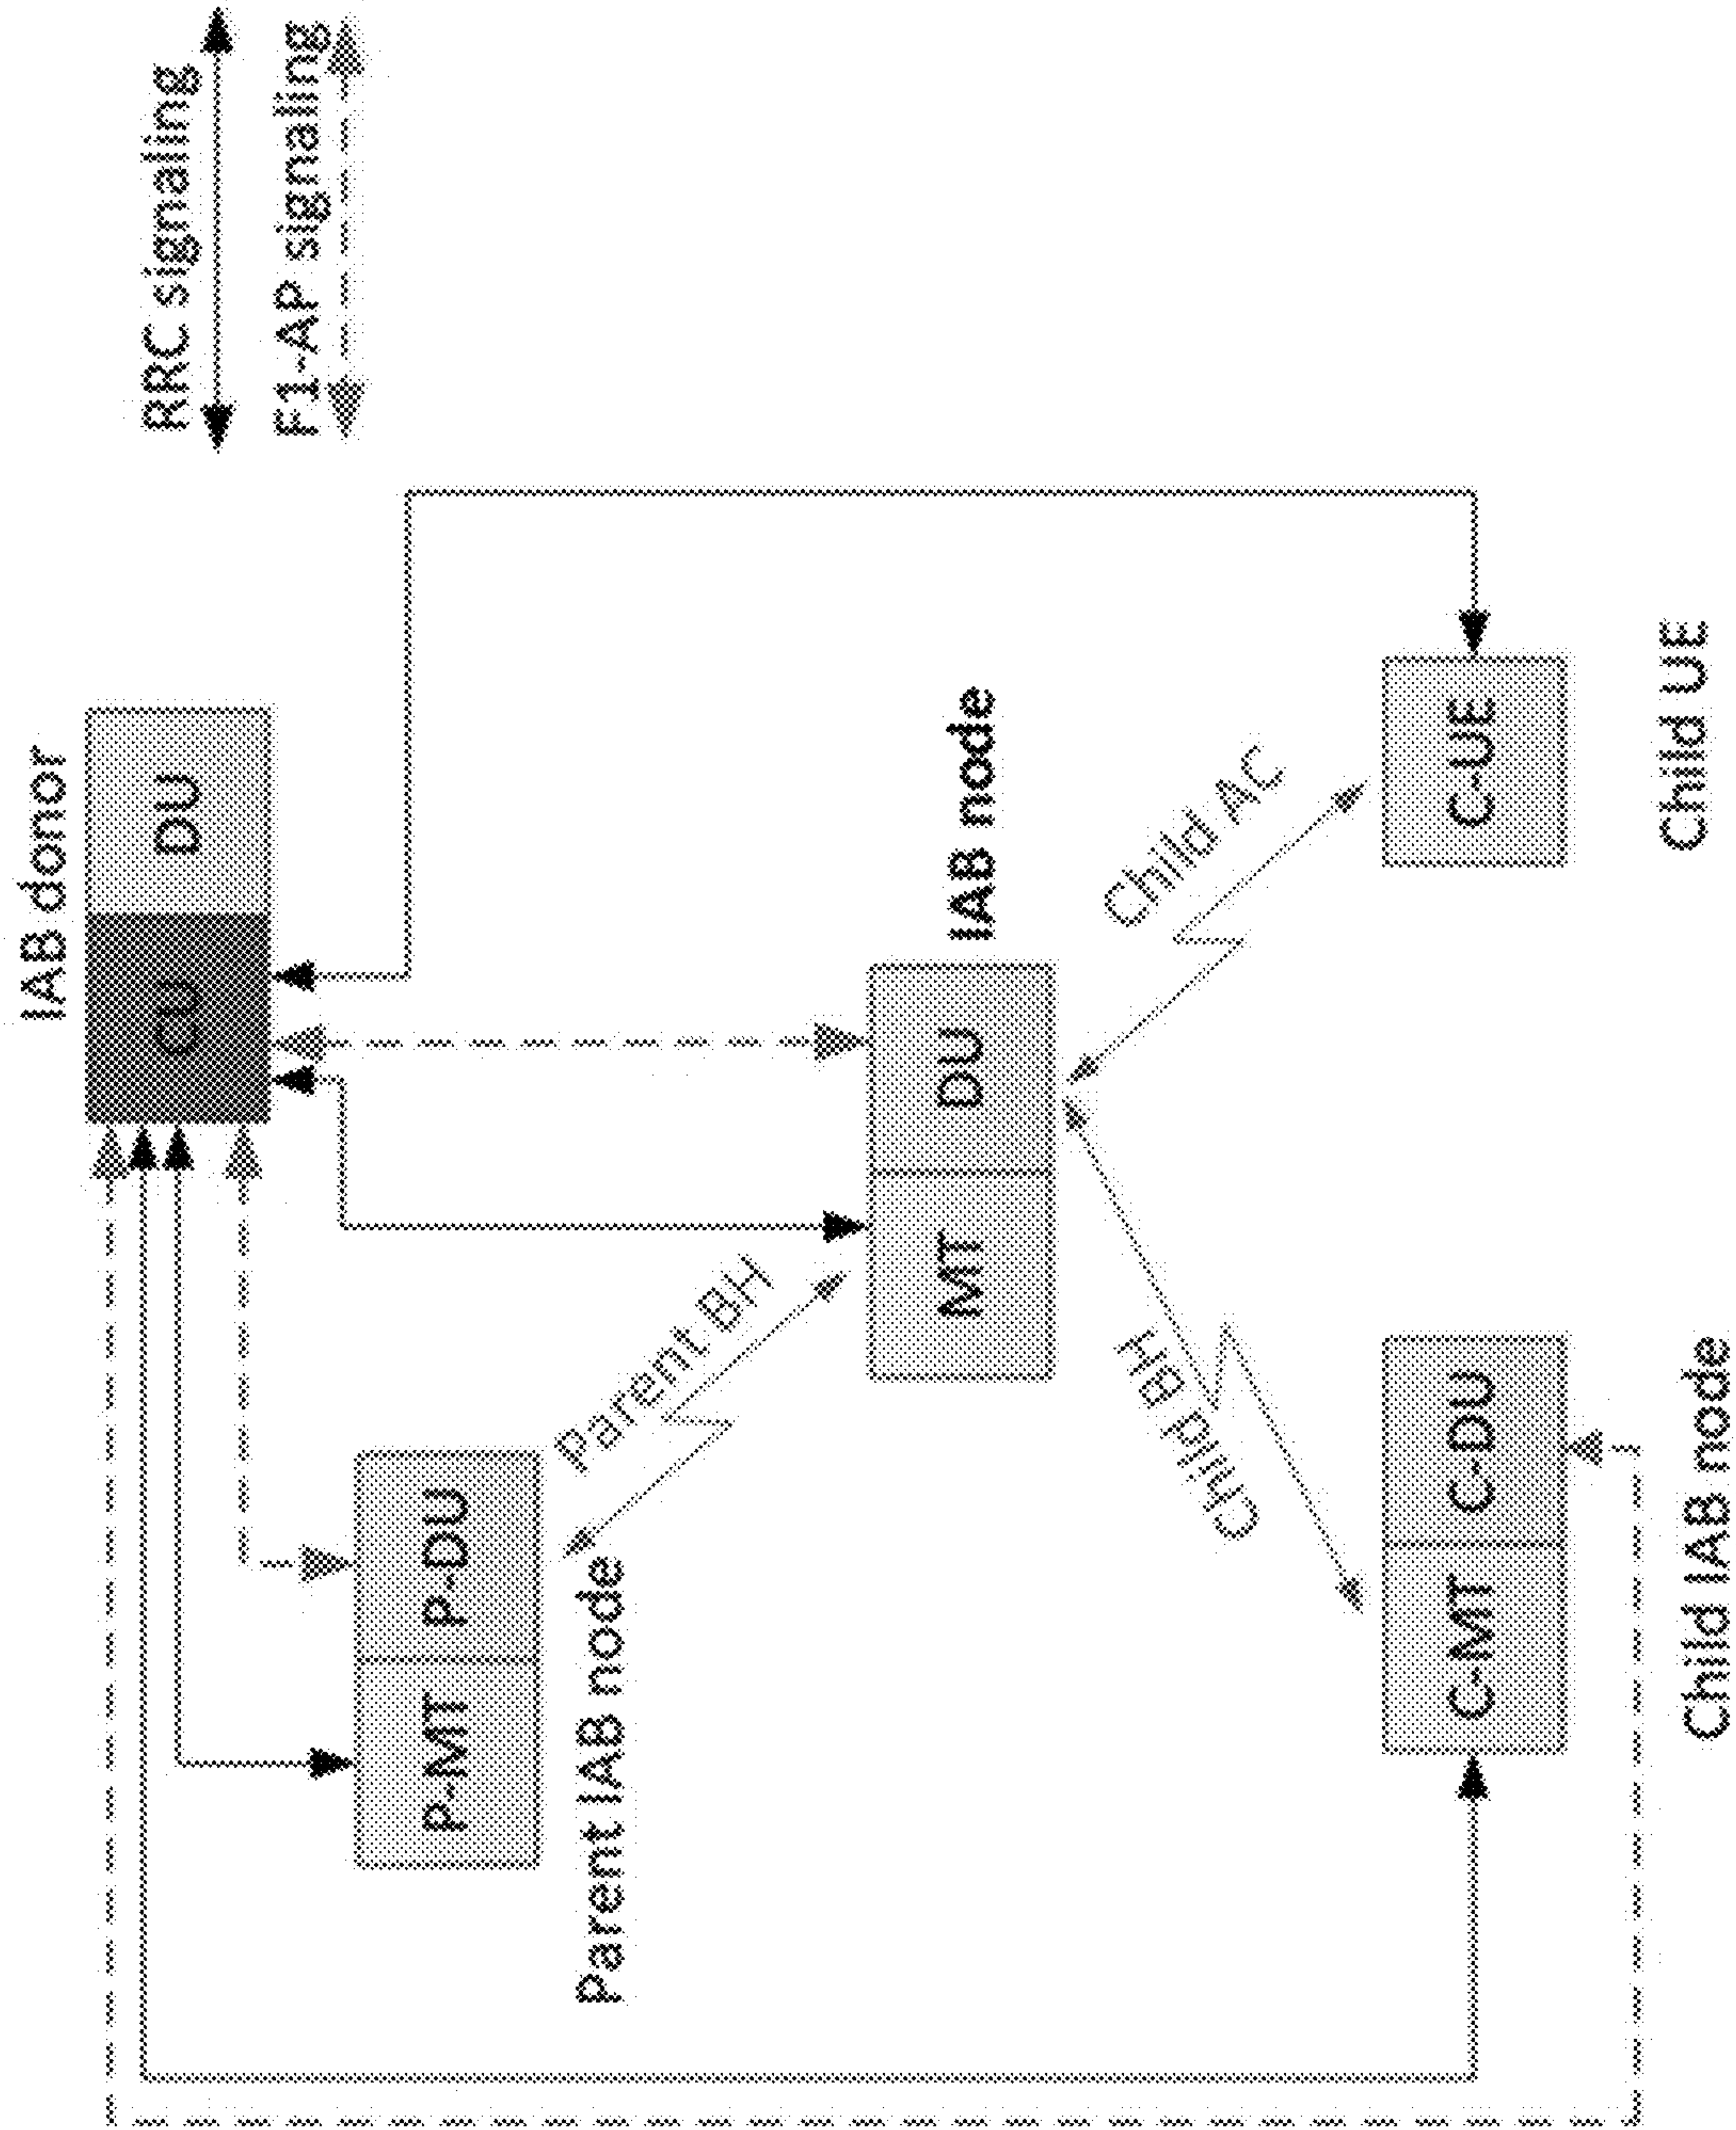 IAB donor
CU
DU
RRC signaling
F1-AP signaling
P-MT
P-DU
Parent IAB node
Parent BH
MT
DU
IAB node
Child BH
Child AC
C-MT
C-DU
Child IAB node
C-UE
Child UE